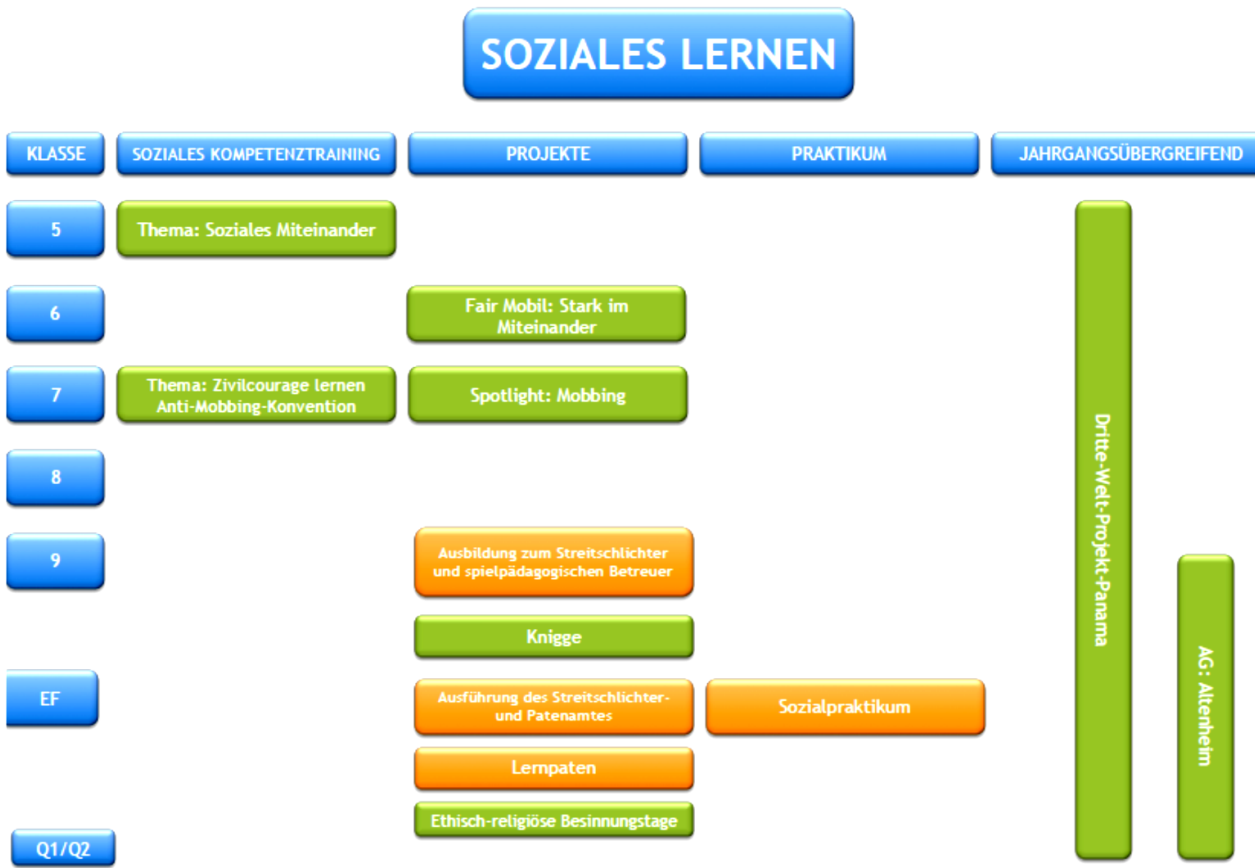 SOZIALES LERNEN
KLASSE
SOZIALES KOMPETENZTRAINING
PROJEKTE
PRAKTIKUM
JAHRGANGSÜBERGREIFEND
5
Thema: Soziales Miteinander
6
Fair Mobil: Stark im
Miteinander
7
Thema: Zivilcourage lernen
Anti-Mobbing-Konvention
Spotlight: Mobbing
8
9
Ausbildung zum Streitschlichter
und spielpädagogischen Betreuer
Knigge
EF
Ausführung des Streitschlichter-
und Patenamtes
Sozialpraktikum
Lernpaten
Ethisch-religiöse Besinnungstage
Q1/Q2
Dritte-Welt-Projekt-Panama
AG: Altenheim